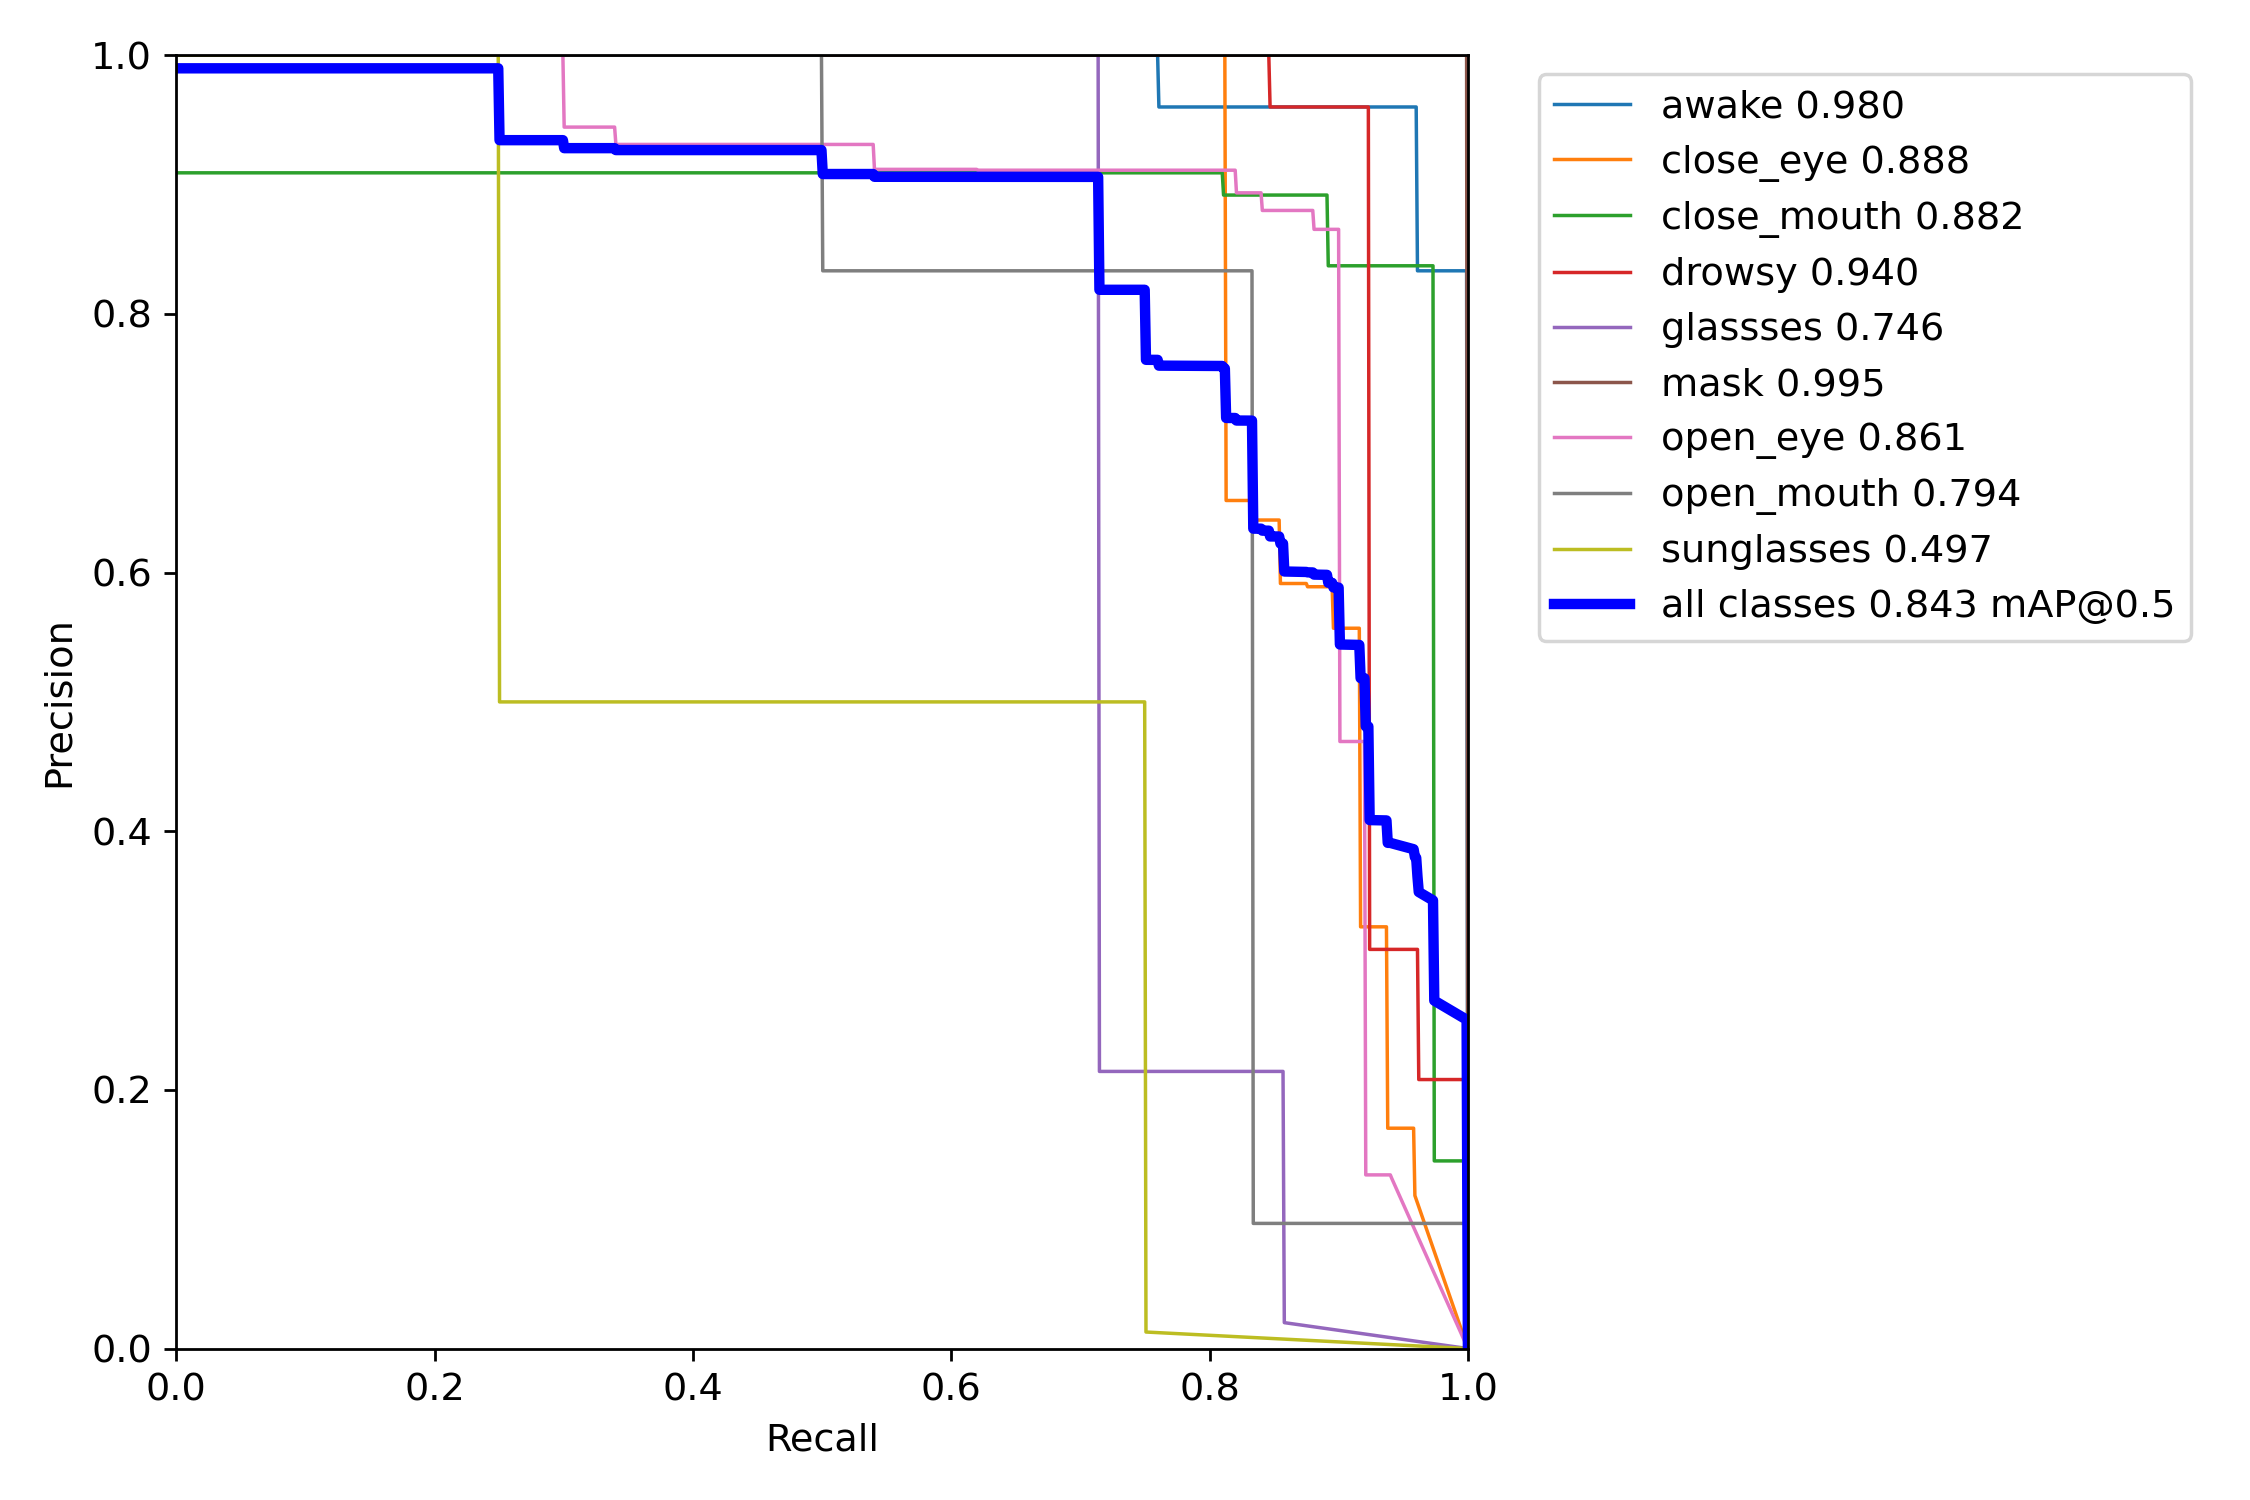 1.0
0.8
0.6
0.4
0.2
0.0
Precision
0.0 0.2 0.4 0.6 0.8 1.0
Recall
awake 0.980
close_eye 0.888
close_mouth 0.882
drowsy 0.940
glassses 0.746
mask 0.995
open_eye 0.861
open_mouth 0.794
sunglasses 0.497
all classes 0.843 mAP@0.5